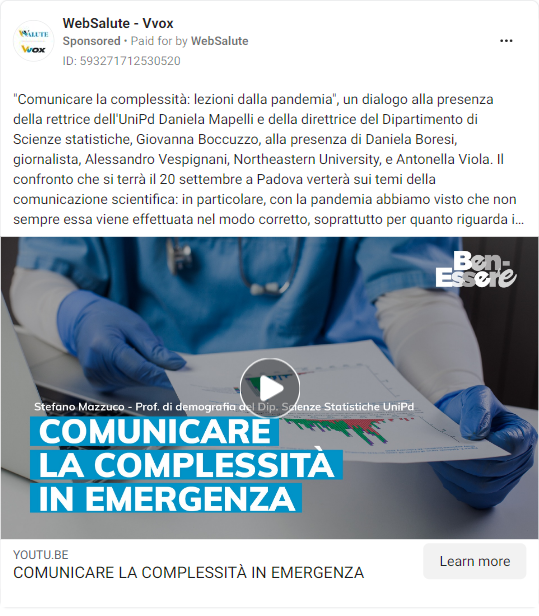 WebSalute - Vvox
Sponsored • Paid for by WebSalute
ID: 593271712530520
"Comunicare la complessità: lezioni dalla pandemia", un dialogo alla presenza
della rettrice dell'UniPd Daniela Mapelli e della direttrice del Dipartimento di
Scienze statistiche, Giovanna Boccuzzo, alla presenza di Daniela Boresi,
giornalista, Alessandro Vespignani, Northeastern University, e Antonella Viola. Il
confronto che si terrà il 20 settembre a Padova verterà sui temi della
comunicazione scientifica: in particolare, con la pandemia abbiamo visto che non
sempre essa viene effettuata nel modo corretto, soprattutto per quanto riguarda i...
Ben-
Essere
Stefano Mazzuco - Prof. di demografia del Dip. Scienze Statistiche UniPd
COMUNICARE
LA COMPLESSITÀ
IN EMERGENZA
YOUTU.BE
COMUNICARE LA COMPLESSITÀ IN EMERGENZA
Learn more